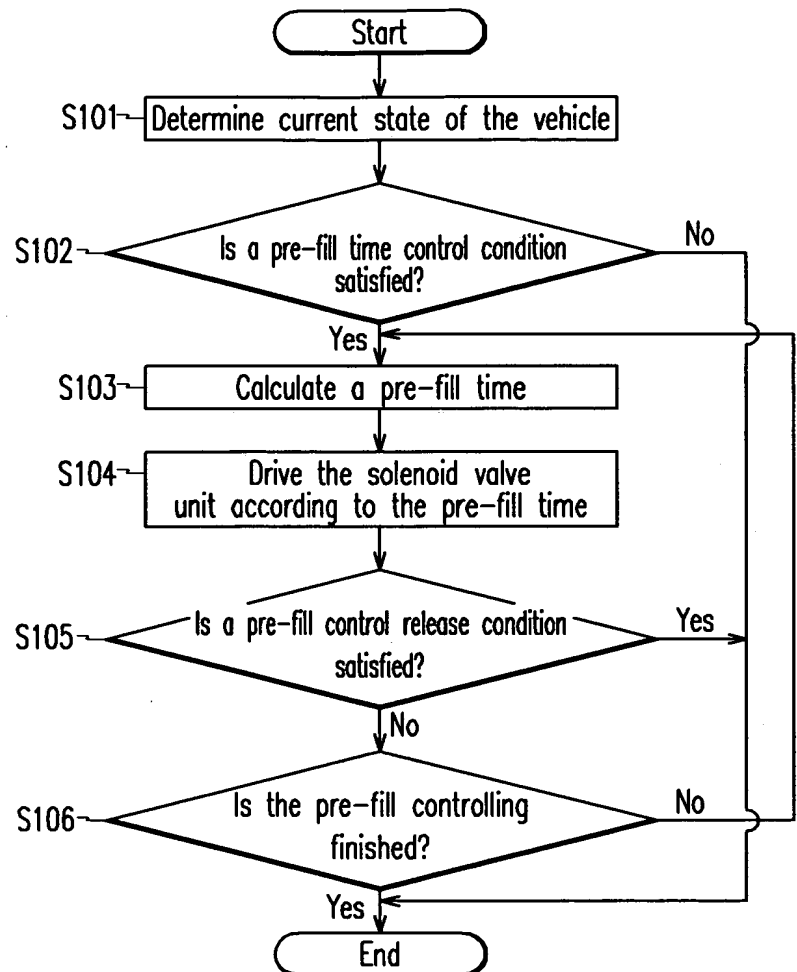 Start
S101
Determine current state of the vehicle
S102
Is a pre-fill time control condition
satisfied?
No
Yes
S103
Calculate a pre-fill time
S104
Drive the solenoid valve
unit according to the pre-fill time
S105
Is a pre-fill control release condition
satisfied?
Yes
No
S106
Is the pre-fill controlling
finished?
No
Yes
End